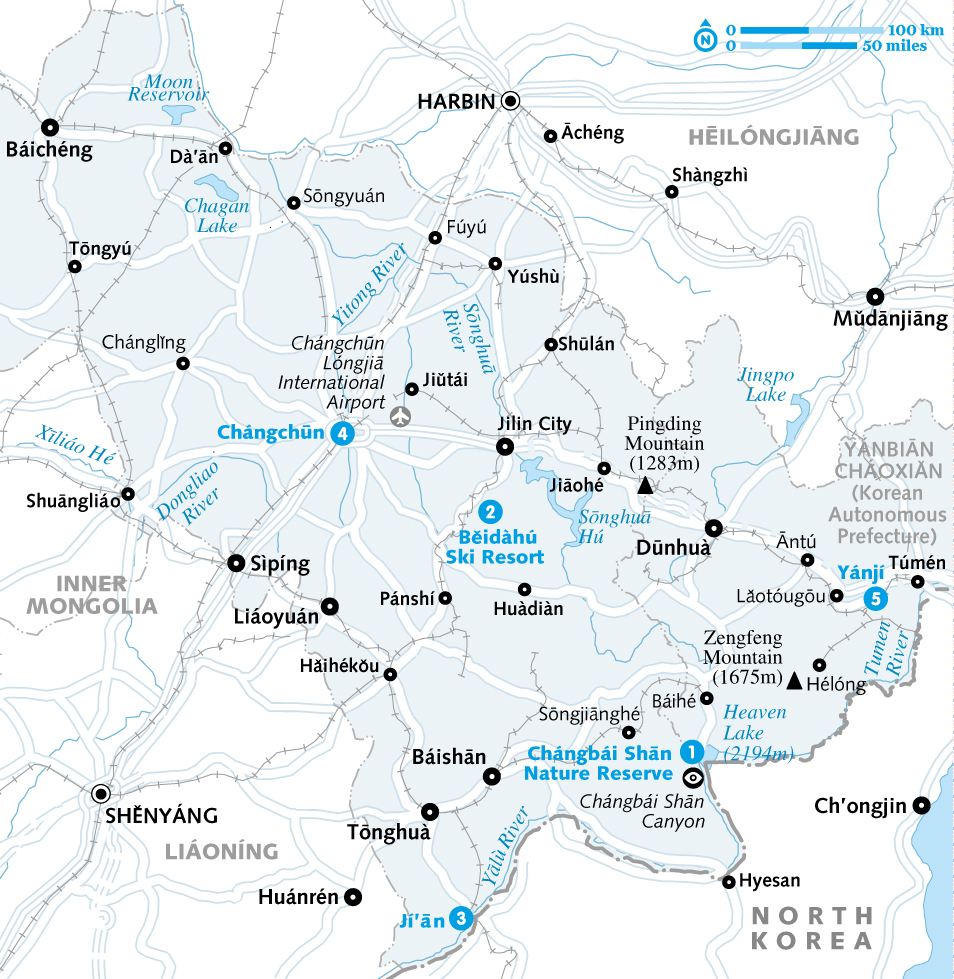 0 100 km
N
0 50 miles
Moon
Reservoir
HARBIN
Āchéng
HĒILÓNGJIĀNG
Báichéng
Dà'ān
Shàngzhì
Chagan
Lake
Sōngyuán
Fúyú
Tōngyú
Yúshù
Yitong River
Sōnghuā
River
Mǔdānjiāng
Chánglǐng
Chángchūn
Lóngjiā
International
Airport
Shūlán
Jiǔtái
Jingpo
Lake
Chángchūn 4
Jilin City
Pingding
Mountain
(1283m)
Xīliáo Hé
YÁNBIĀN
CHÁOXIĀN
(Korean
Autonomous
Prefecture)
Dongliao
River
Shuāngliáo
Jiāohé
2
Běidàhú
Ski Resort
Sōnghuā
Hú
Dūnhuà
Āntú
Sìpíng
Yánjí
5
Túmén
INNER
MONGOLIA
Liáoyuán
Pánshí
Huàdiàn
Lǎotóugōu
Zengfeng
Mountain
(1675m)
Tumen
River
Hǎihékǒu
Hélóng
Báihé
Sōngjiānghé
Heaven
Lake
(2194m)
Báishān
Chángbái Shān
Nature Reserve
1
Chángbái Shān
Canyon
SHĚNYÁNG
Tōnghuà
Ch'ongjin
LIÁONÍNG
Yālù River
Huánrén
Hyesan
Jí'ān 3
NORTH
KOREA